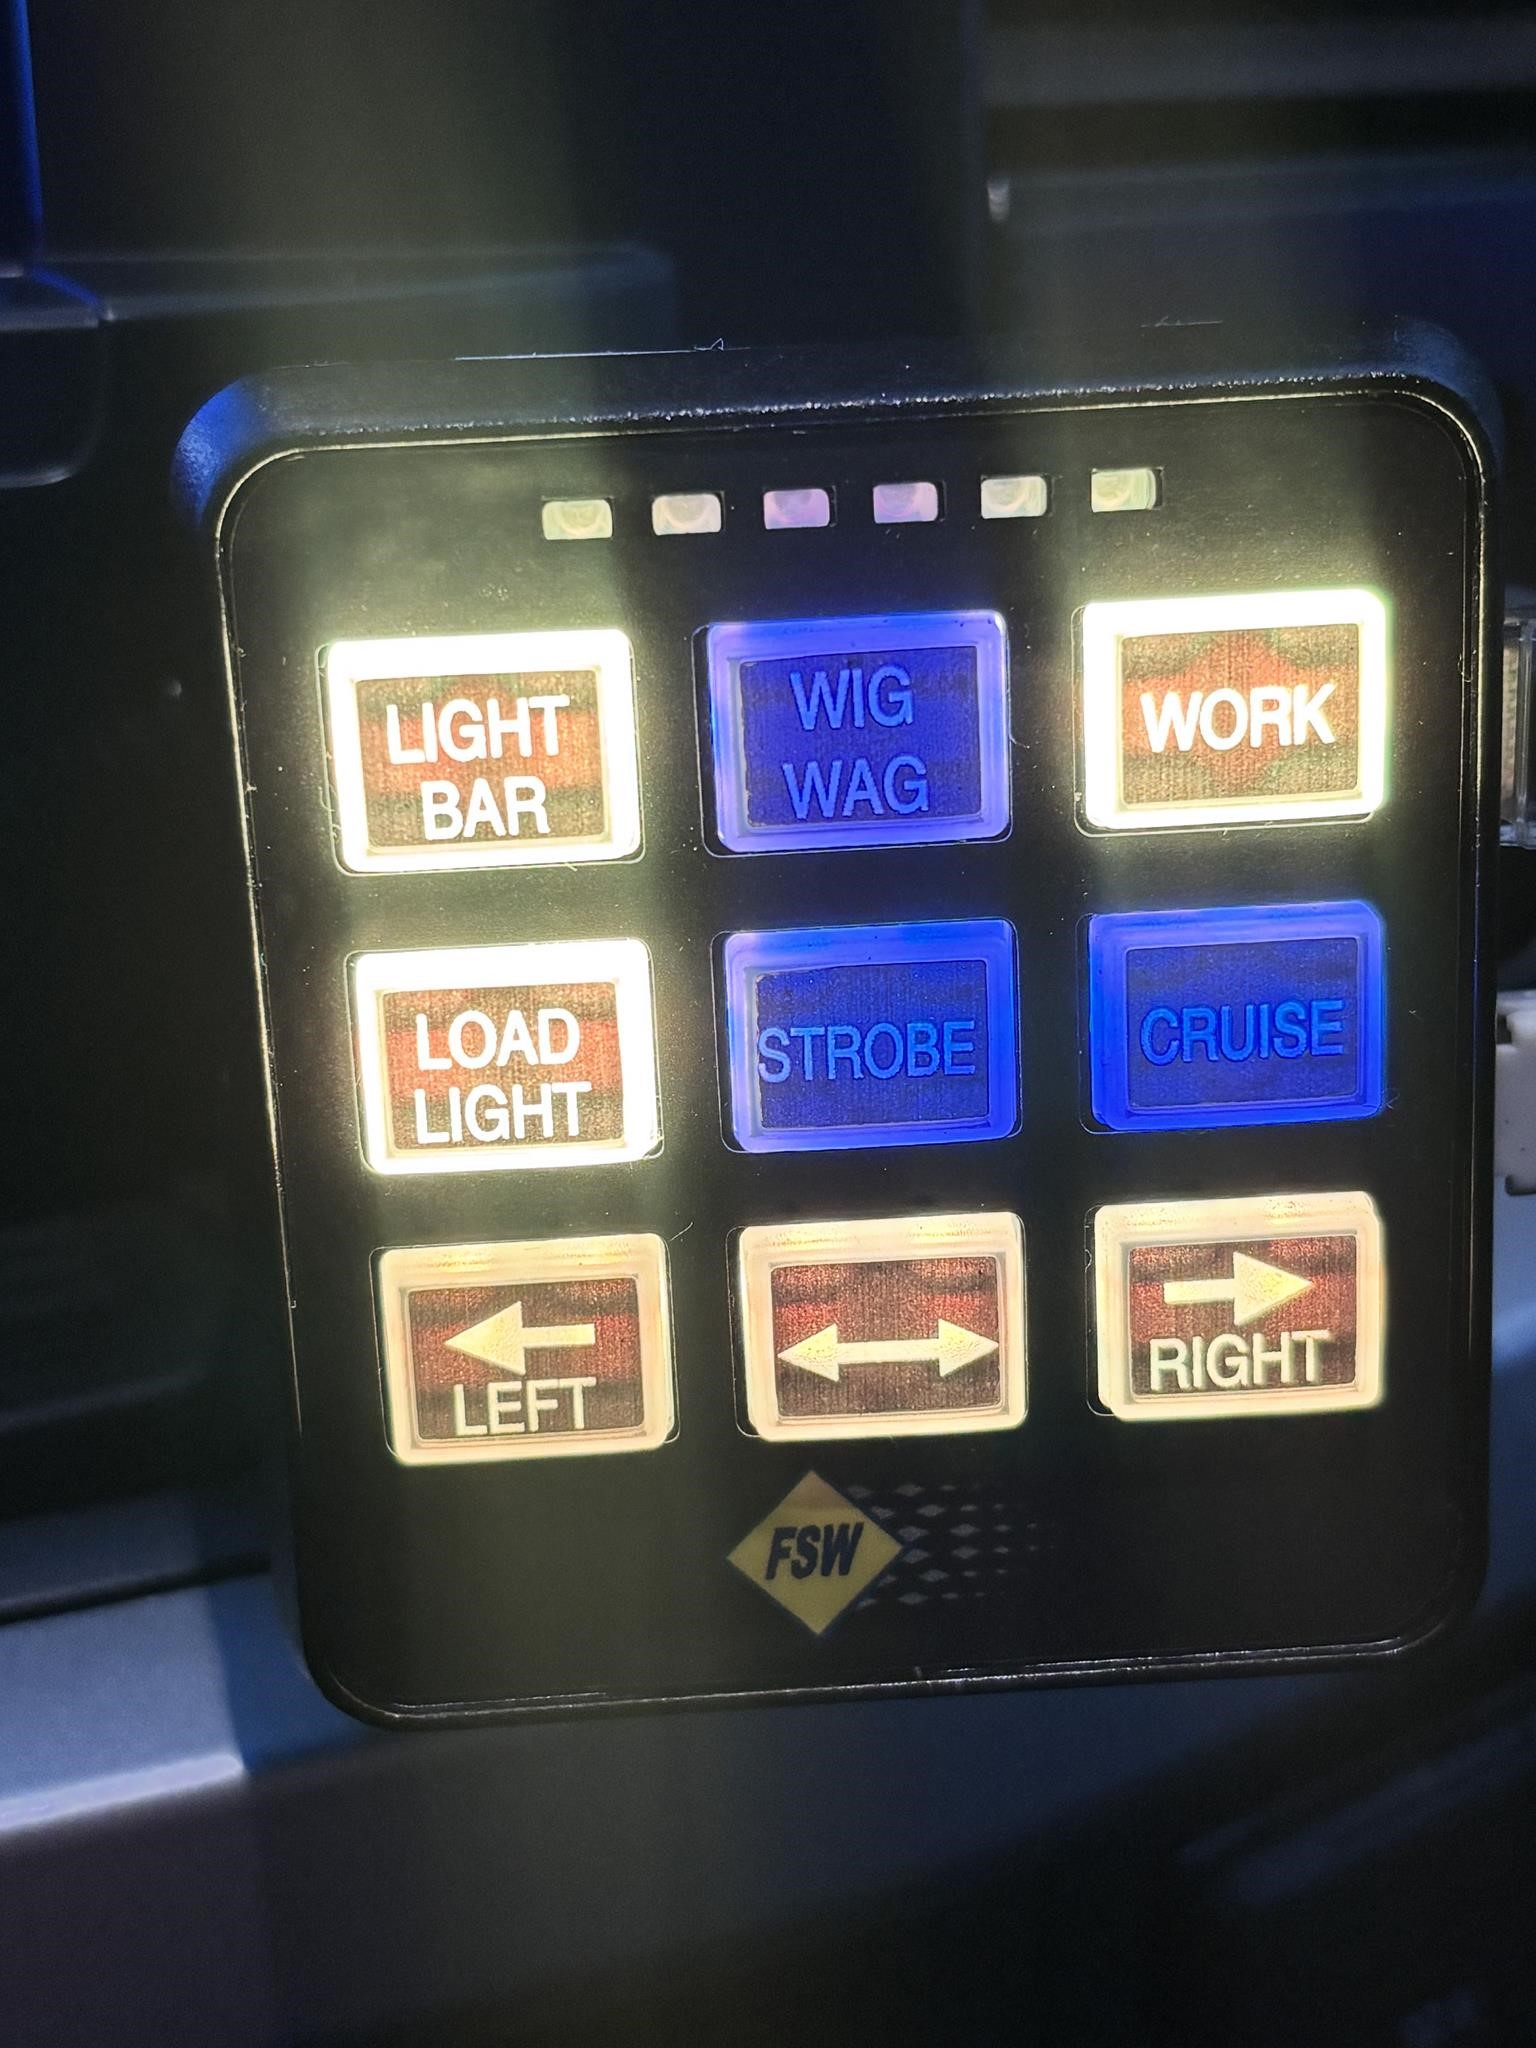 LIGHT
BAR
WIG
WAG
WORK
LOAD
LIGHT
STROBE
CRUISE
LEFT
RIGHT
FSW